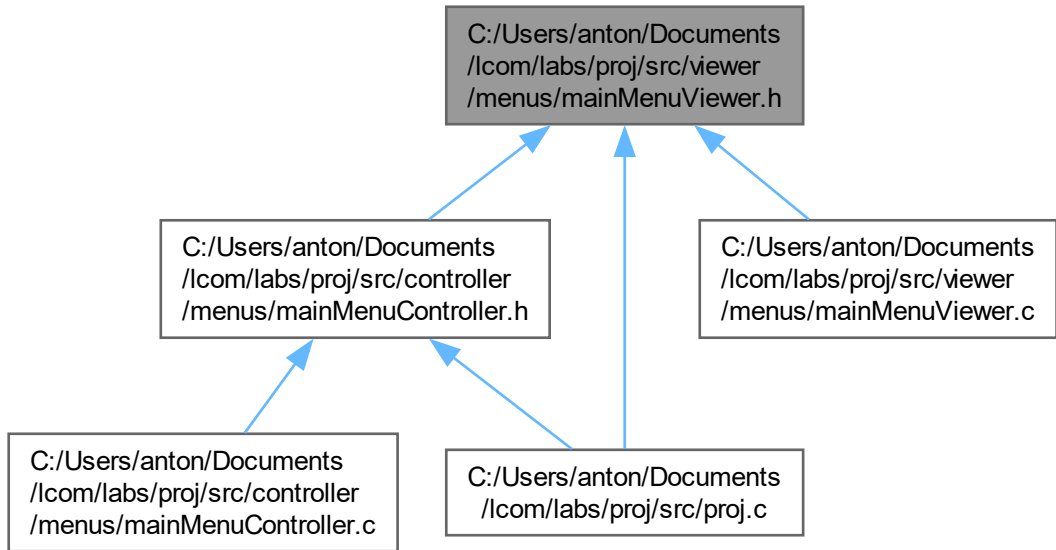 C:/Users/anton/Documents
/lcom/labs/proj/src/viewer
/menus/mainMenuViewer.h
C:/Users/anton/Documents
/lcom/labs/proj/src/controller
/menus/mainMenuController.h
C:/Users/anton/Documents
/lcom/labs/proj/src/viewer
/menus/mainMenuViewer.c
C:/Users/anton/Documents
/lcom/labs/proj/src/controller
/menus/mainMenuController.c
C:/Users/anton/Documents
/lcom/labs/proj/src/proj.c